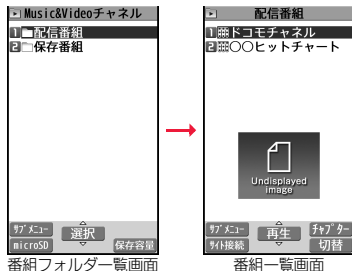 Music&Videoチャネル
1 配信番組
2 保存番組
ｻﾌﾞﾒﾆｭｰ
選択
microSD
保存容量
番組フォルダ一覧画面
配信番組
1 ドコモチャネル
2 ○○ヒットチャート
Undisplayed
image
ｻﾌﾞﾒﾆｭｰ
再生
ﾁｬﾌﾟﾀｰ
ｻｲﾄ接続
切替
番組一覧画面